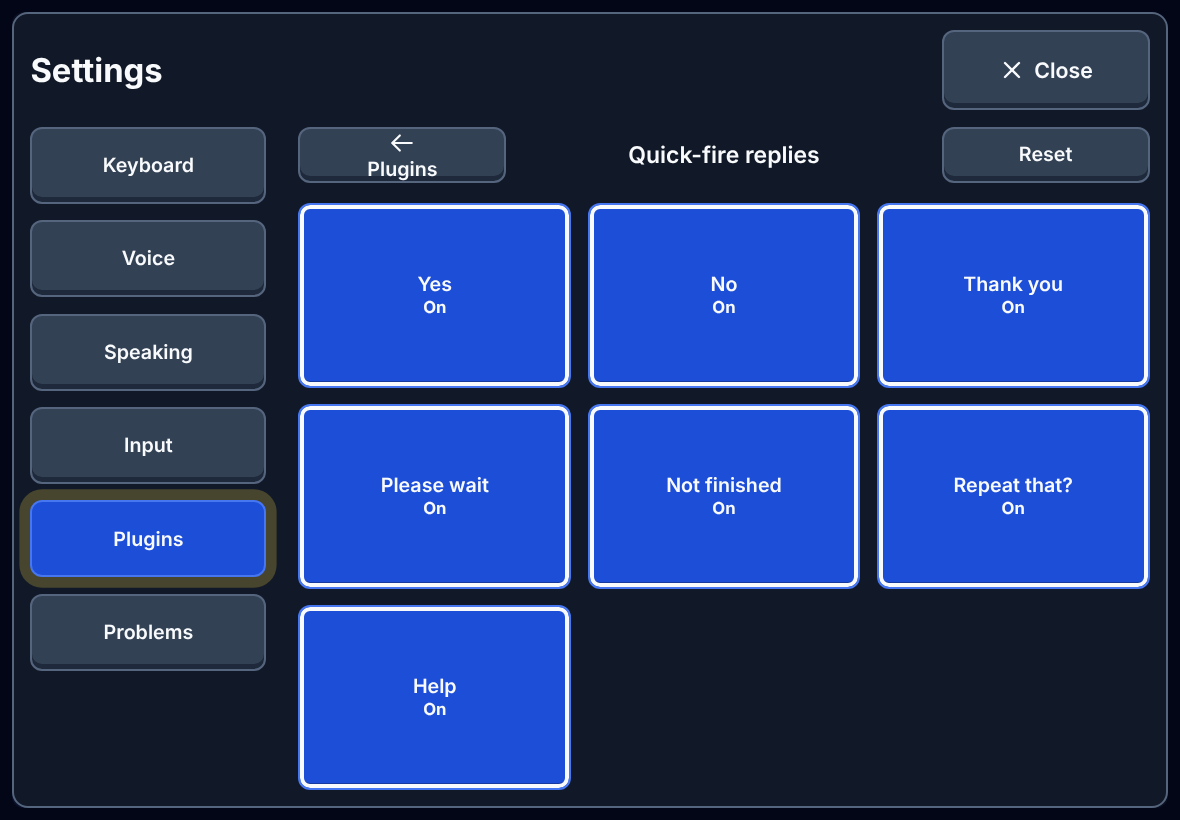 Settings
Close
Keyboard
Voice
Speaking
Input
Plugins
Problems
Plugins
Quick-fire replies
Reset
Yes
On
No
On
Thank you
On
Please wait
On
Not finished
On
Repeat that?
On
Help
On